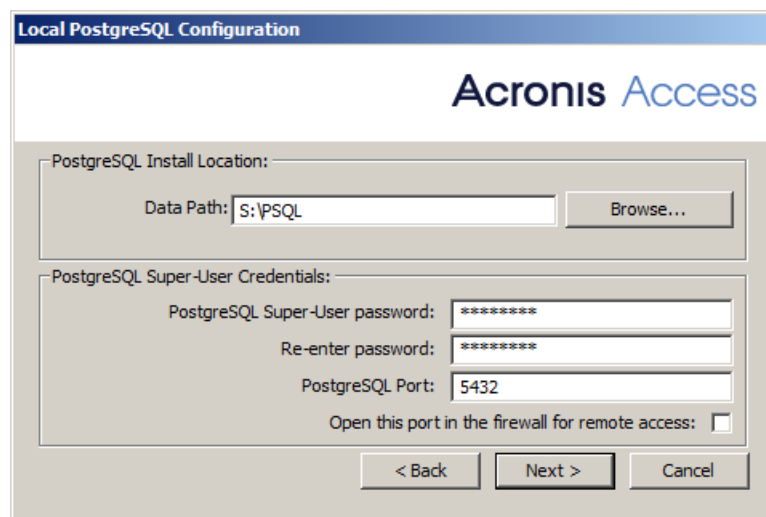 Local PostgreSQL Configuration
Acronis Access
PostgreSQL Install Location:
Data Path: S:\PSQL Browse...
PostgreSQL Super-User Credentials:
PostgreSQL Super-User password: ********
Re-enter password: ********
PostgreSQL Port: 5432
Open this port in the firewall for remote access:
< Back Next > Cancel